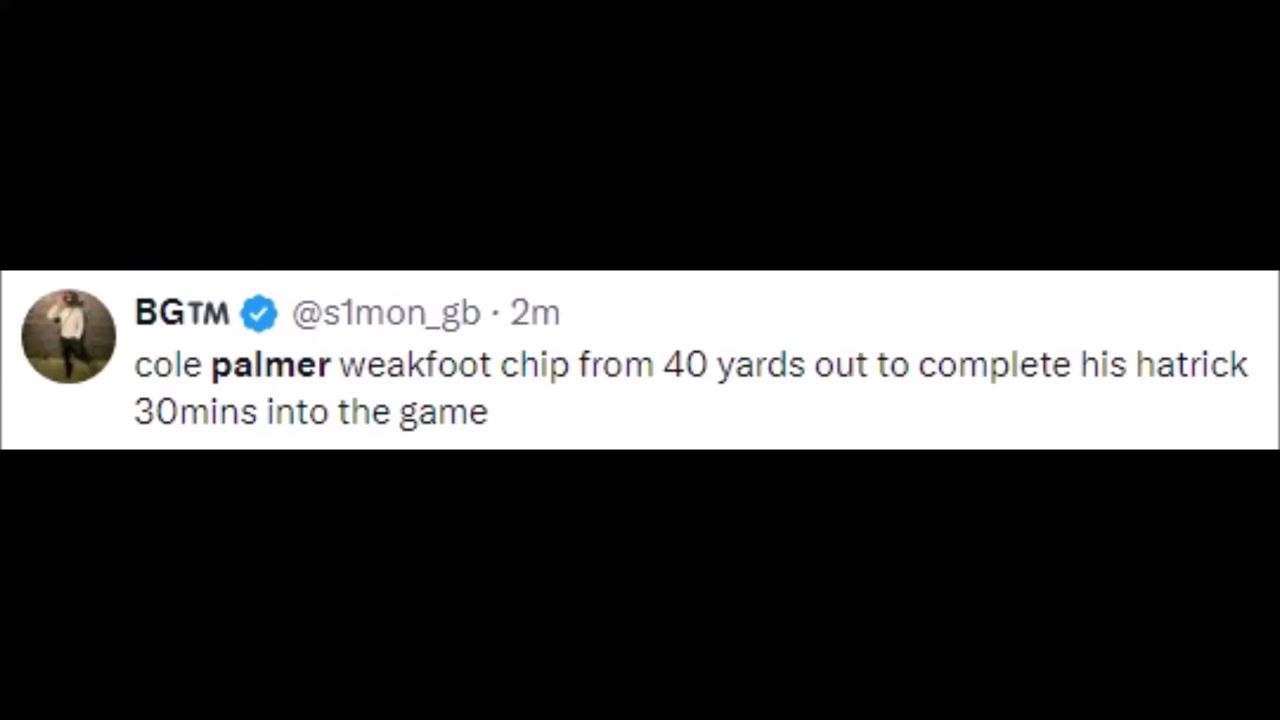 BG™ @s1mon_gb · 2m
cole palmer weakfoot chip from 40 yards out to complete his hatrick
30mins into the game